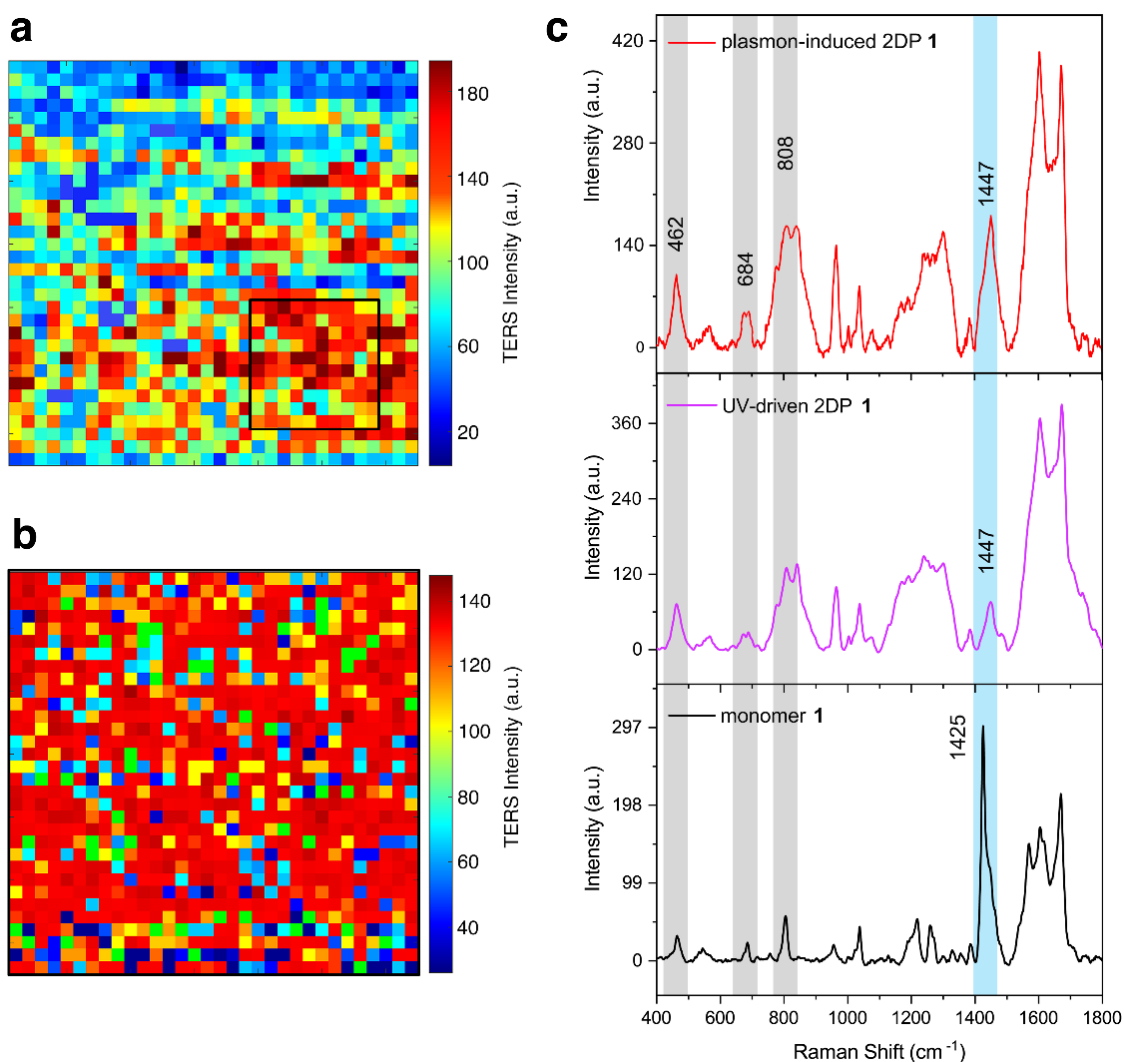 a
180
140
100
60
20
TERS Intensity (a.u.)
b
140
120
100
80
60
40
TERS Intensity (a.u.)
c
plasmon-induced 2DP 1
420
280
140
0
Intensity (a.u.)
462
684
808
1447
UV-driven 2DP 1
360
240
120
0
Intensity (a.u.)
1447
monomer 1
297
198
99
0
Intensity (a.u.)
1425
400 600 800 1000 1200 1400 1600 1800
Raman Shift (cm⁻¹)